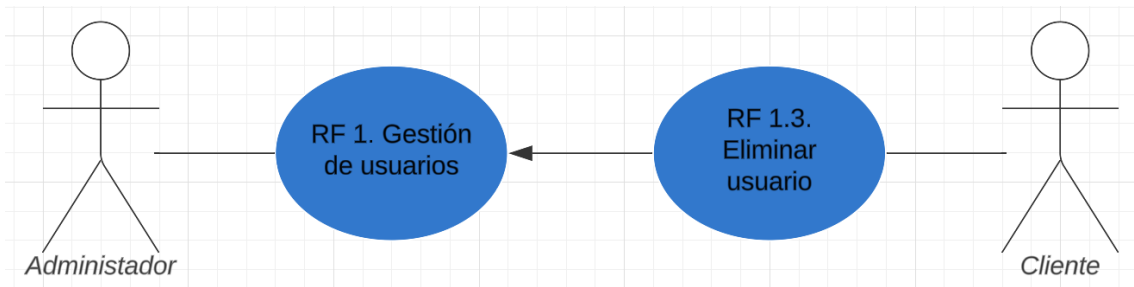 RF 1. Gestión
de usuarios
RF 1.3.
Eliminar
usuario
Administador
Cliente